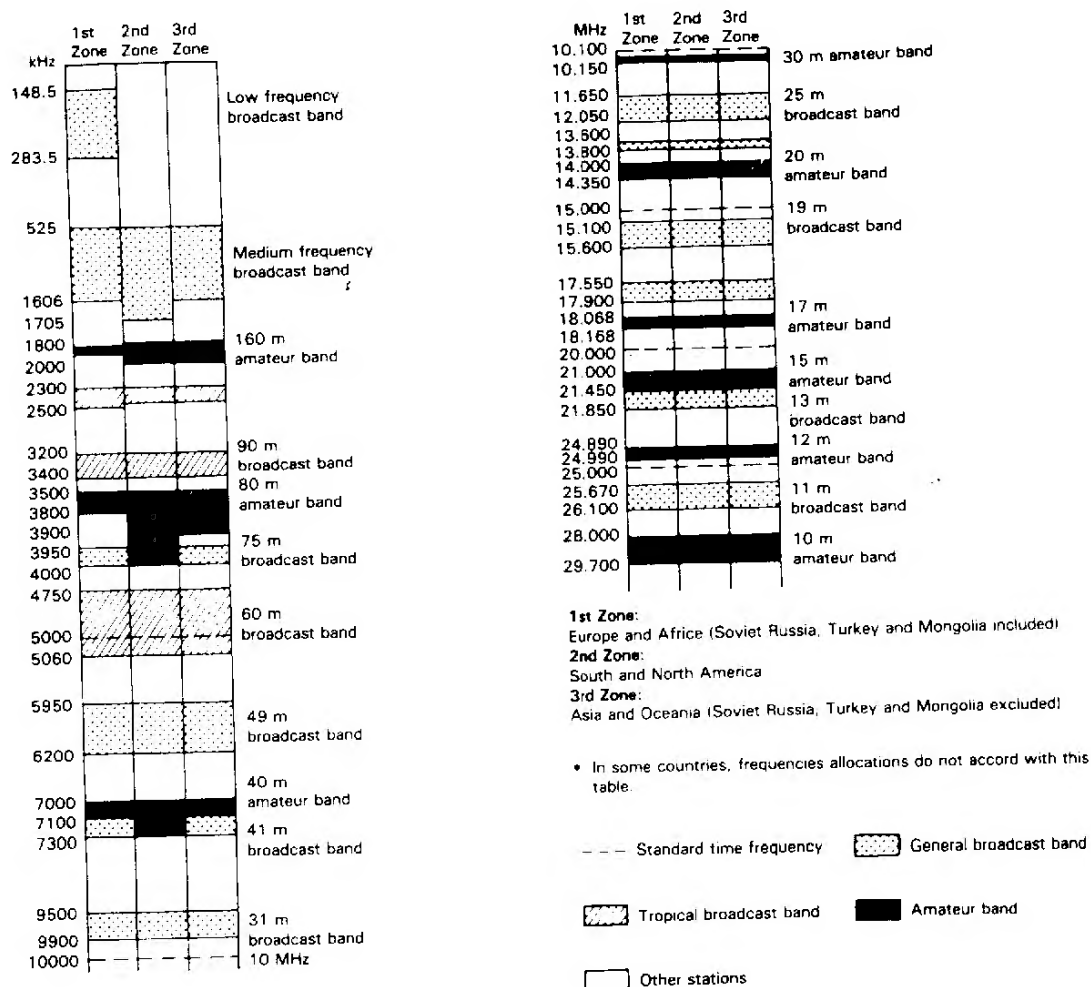 1st 2nd 3rd
Zone Zone Zone
kHz
148.5
Low frequency
broadcast band
283.5
525
Medium frequency
broadcast band
1606
1705
1800
160 m
amateur band
2000
2300
2500
3200
90 m
broadcast band
3400
80 m
3500
amateur band
3800
3900
75 m
3950
broadcast band
4000
4750
60 m
broadcast band
5000
5060
5950
49 m
broadcast band
6200
40 m
7000
amateur band
7100
41 m
7300
broadcast band
9500
31 m
broadcast band
9900
10000
10 MHz
1st 2nd 3rd
MHz Zone Zone Zone
10.100
30 m amateur band
10.150
11.650
25 m
12.050
broadcast band
13.600
13.800
20 m
14.000
amateur band
14.350
15.000
19 m
15.100
broadcast band
15.600
17.550
17.900
17 m
18.068
amateur band
18.168
20.000
15 m
21.000
amateur band
21.450
13 m
21.850
broadcast band
24.890
12 m
24.990
amateur band
25.000
25.670
11 m
26.100
broadcast band
28.000
10 m
amateur band
29.700
1st Zone:
Europe and Africe (Soviet Russia, Turkey and Mongolia included)
2nd Zone:
South and North America
3rd Zone:
Asia and Oceania (Soviet Russia, Turkey and Mongolia excluded)
• In some countries, frequencies allocations do not accord with this
table.
--- Standard time frequency
General broadcast band
Tropical broadcast band
Amateur band
Other stations